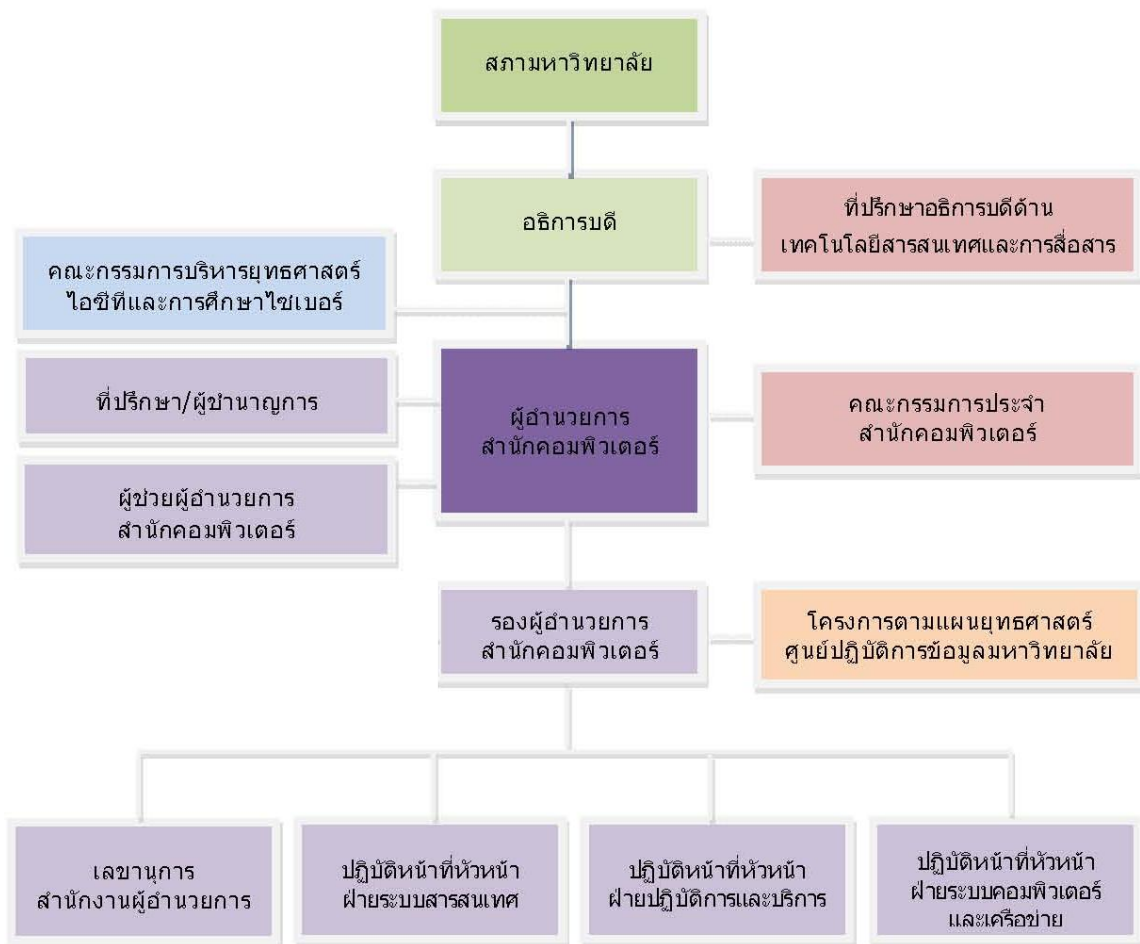 สภามหาวิทยาลัย
อธิการบดี
ที่ปรึกษาอธิการบดีด้าน
เทคโนโลยีสารสนเทศและการสื่อสาร
คณะกรรมการบริหารยุทธศาสตร์
ไอซีทีและการศึกษาไซเบอร์
ที่ปรึกษา/ผู้ชำนาญการ
ผู้อำนวยการ
สำนักคอมพิวเตอร์
คณะกรรมการประจำ
สำนักคอมพิวเตอร์
ผู้ช่วยผู้อำนวยการ
สำนักคอมพิวเตอร์
รองผู้อำนวยการ
สำนักคอมพิวเตอร์
โครงการตามแผนยุทธศาสตร์
ศูนย์ปฏิบัติการข้อมูลมหาวิทยาลัย
เลขานุการ
สำนักงานผู้อำนวยการ
ปฏิบัติหน้าที่หัวหน้า
ฝ่ายระบบสารสนเทศ
ปฏิบัติหน้าที่หัวหน้า
ฝ่ายปฏิบัติการและบริการ
ปฏิบัติหน้าที่หัวหน้า
ฝ่ายระบบคอมพิวเตอร์
และเครือข่าย